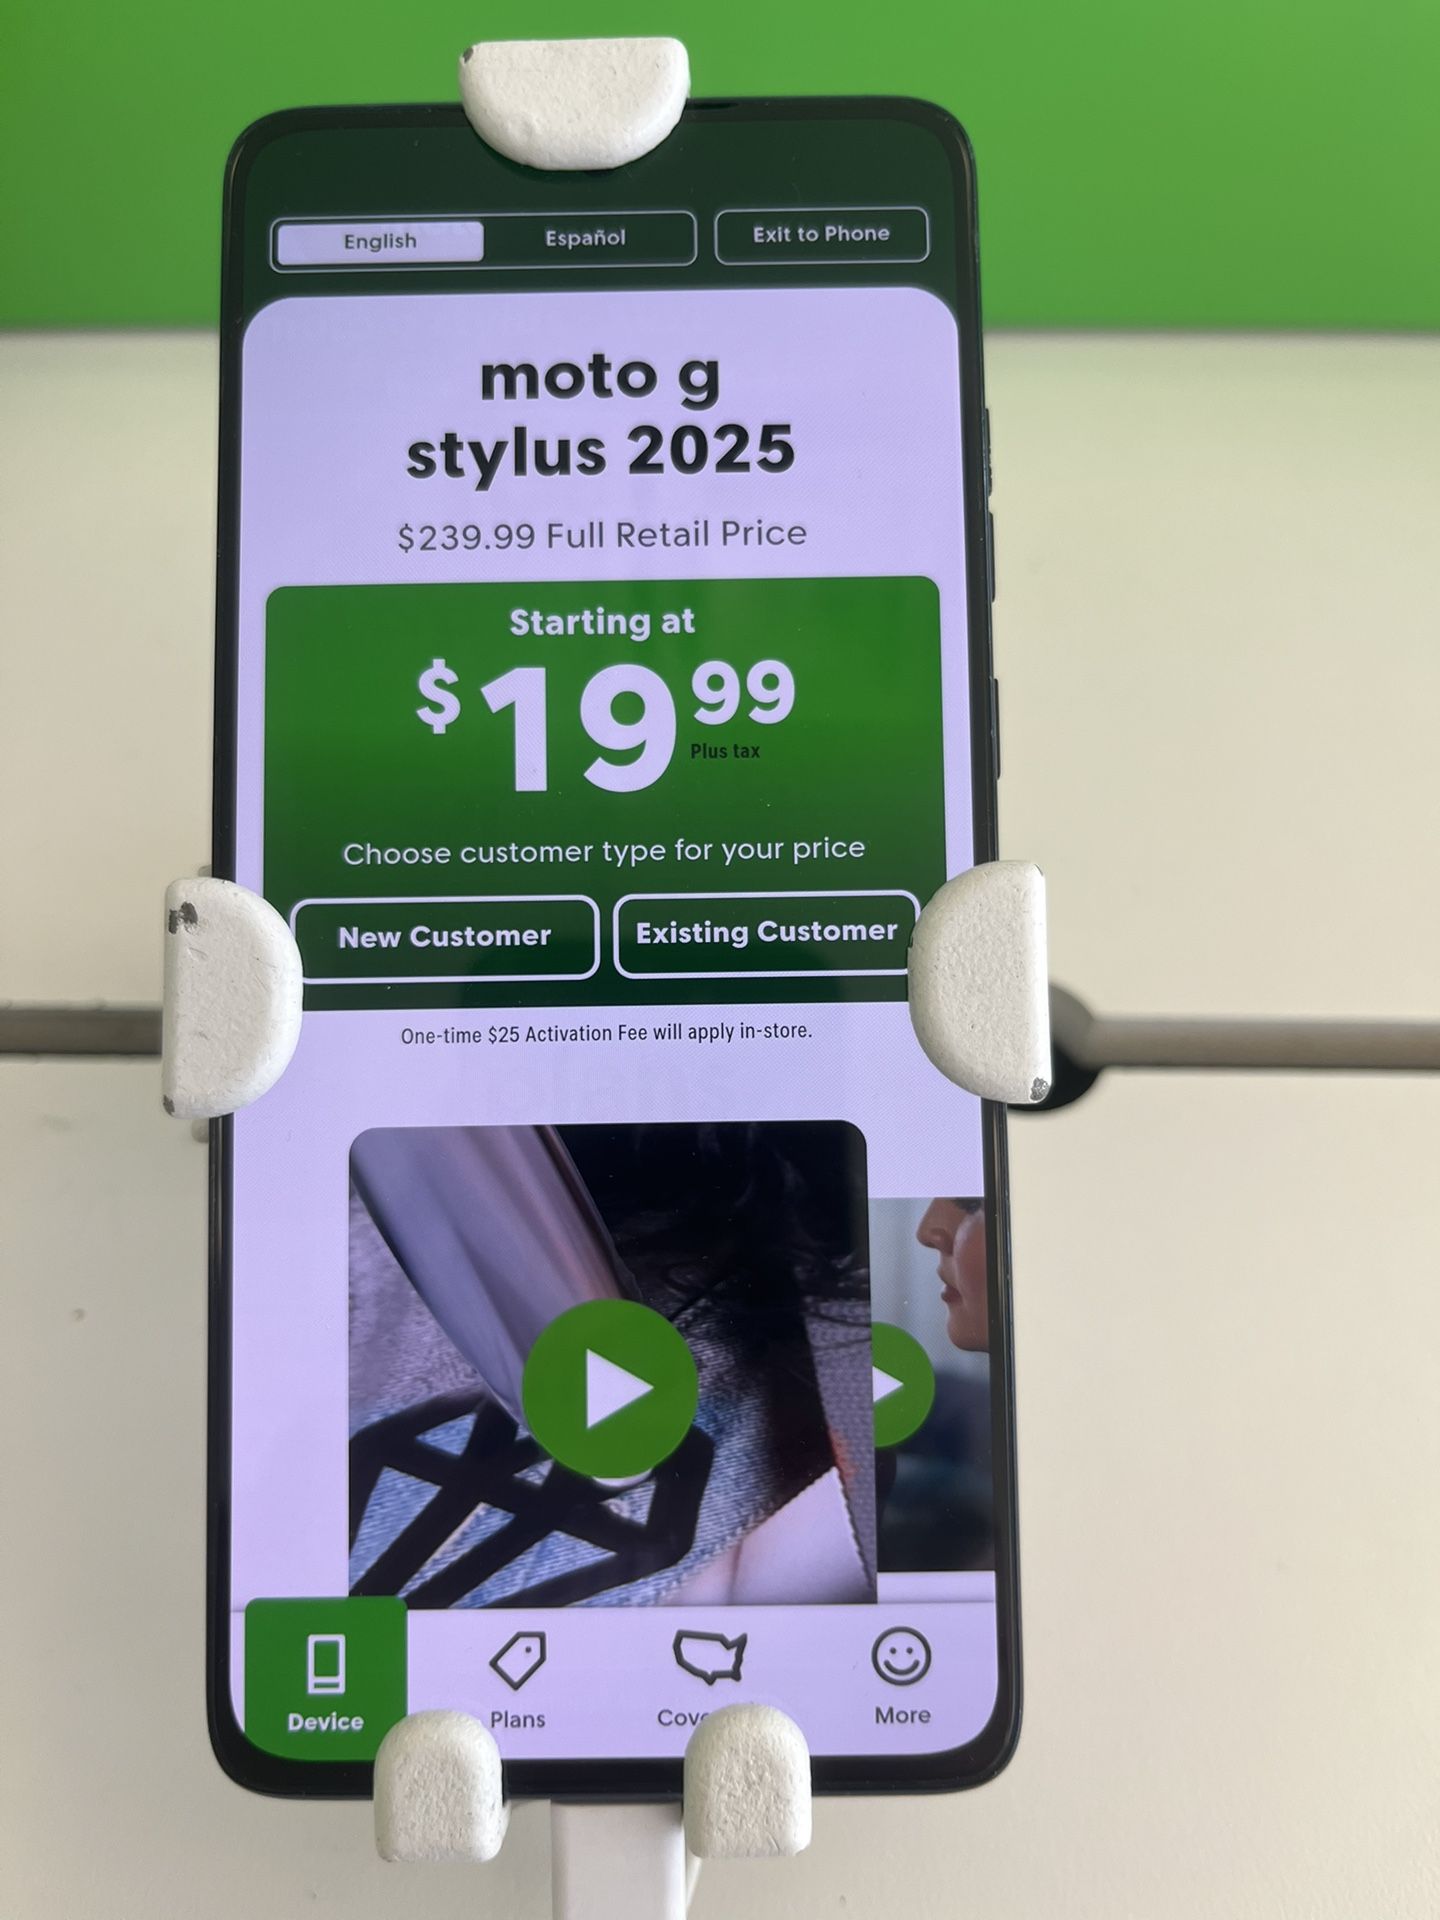 English Español Exit to Phone
moto g
stylus 2025
$239.99 Full Retail Price
Starting at
$19 99
Plus tax
Choose customer type for your price
New Customer Existing Customer
One-time $25 Activation Fee will apply in-store.
Device Plans More